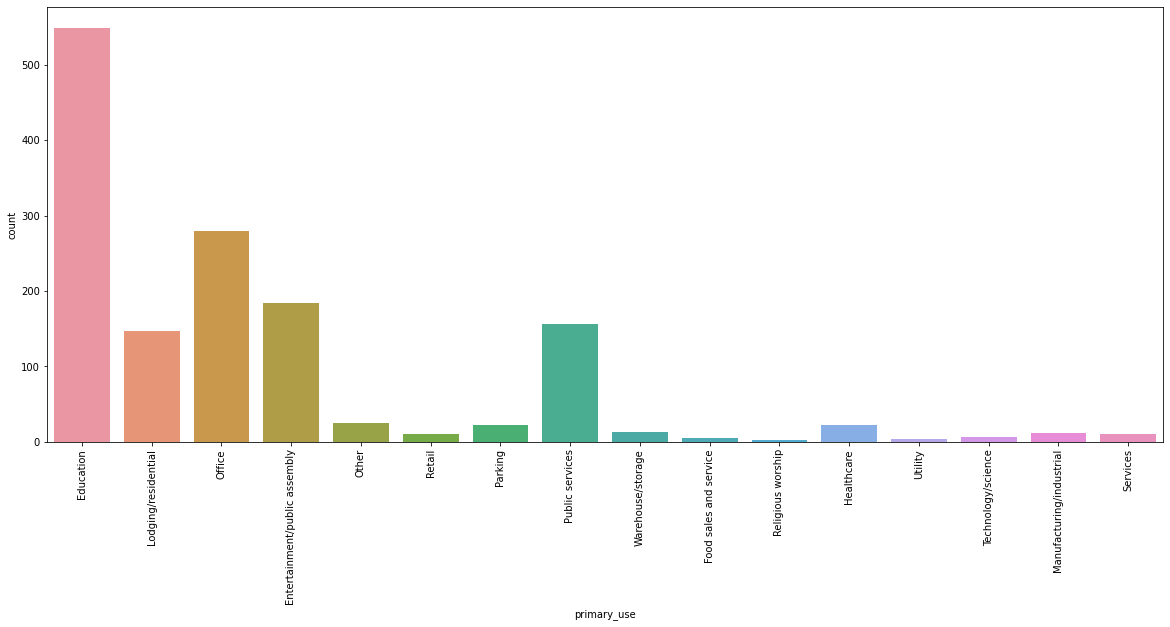 500
400
300
200
100
0
count
Education
Lodging/residential
Office
Entertainment/public assembly
Other
Retail
Parking
Public services
Warehouse/storage
Food sales and service
Religious worship
Healthcare
Utility
Technology/science
Manufacturing/industrial
Services
primary_use